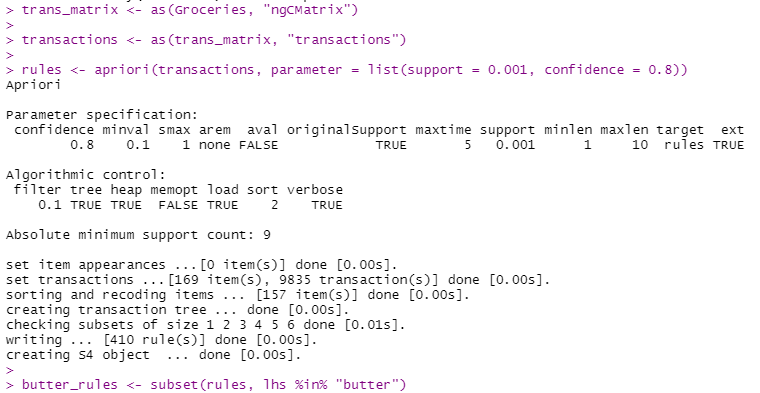 > trans_matrix <- as(Groceries, "ngCMatrix")
>
> transactions <- as(trans_matrix, "transactions")
>
> rules <- apriori(transactions, parameter = list(support = 0.001, confidence = 0.8))
Apriori

Parameter specification:
 confidence minval smax arem  aval originalSupport maxtime support minlen maxlen target  ext
        0.8    0.1    1 none FALSE            TRUE       5   0.001      1     10  rules TRUE

Algorithmic control:
 filter tree heap memopt load sort verbose
    0.1 TRUE TRUE  FALSE TRUE    2    TRUE

Absolute minimum support count: 9

set item appearances ...[0 item(s)] done [0.00s].
set transactions ...[169 item(s), 9835 transaction(s)] done [0.00s].
sorting and recoding items ... [157 item(s)] done [0.00s].
creating transaction tree ... done [0.00s].
checking subsets of size 1 2 3 4 5 6 done [0.01s].
writing ... [410 rule(s)] done [0.00s].
creating S4 object  ... done [0.00s].
>
> butter_rules <- subset(rules, lhs %in% "butter")